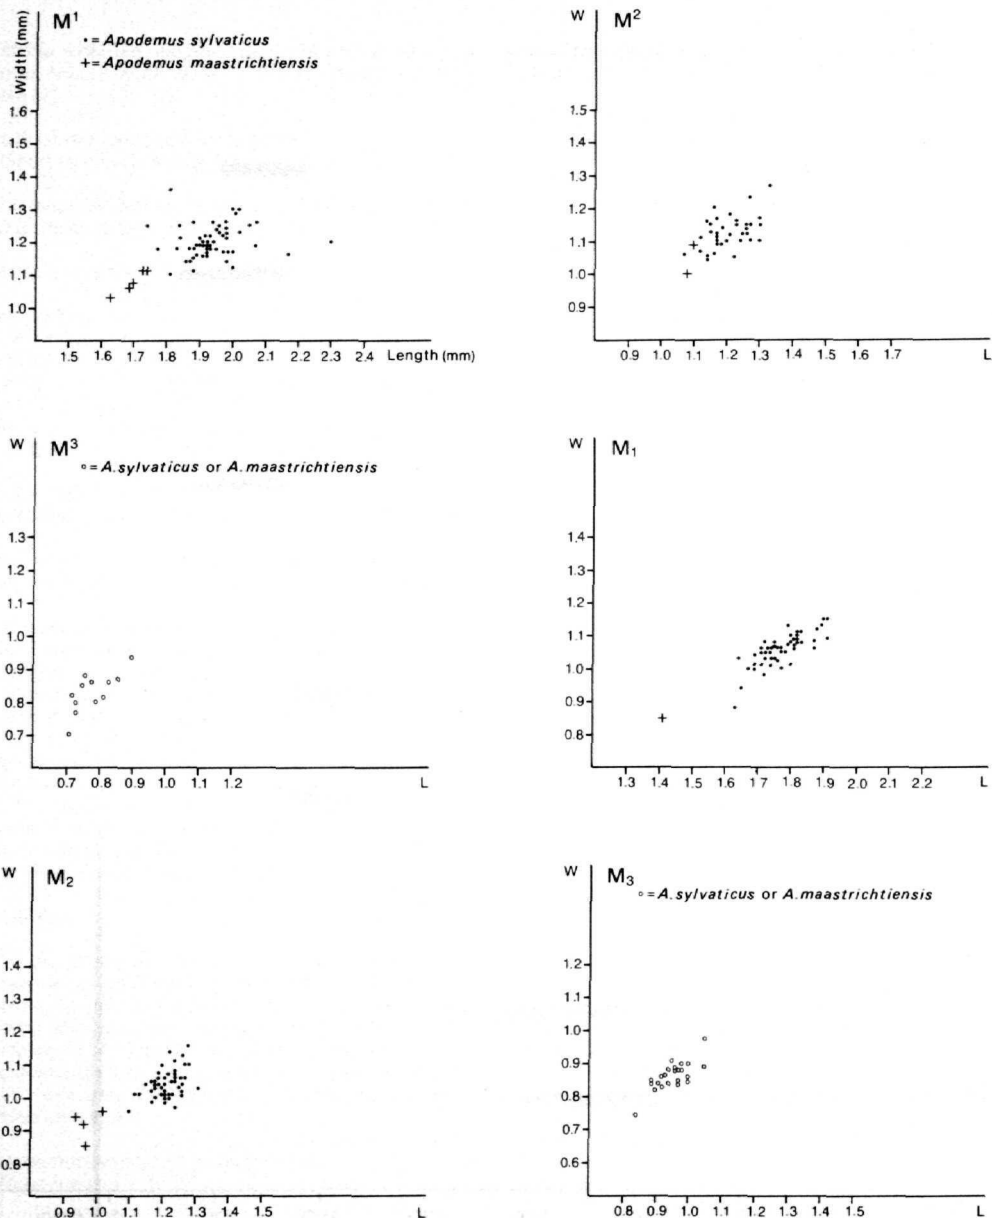 M¹
Width (mm)
• = Apodemus sylvaticus
+ = Apodemus maastrichtiensis
1.6
1.5
1.4
1.3
1.2
1.1
1.0
1.5 1.6 1.7 1.8 1.9 2.0 2.1 2.2 2.3 2.4 Length (mm)
W M²
1.5
1.4
1.3
1.2
1.1
1.0
0.9
0.9 1.0 1.1 1.2 1.3 1.4 1.5 1.6 1.7 L
W M³
○ = A. sylvaticus or A. maastrichtiensis
1.3
1.2
1.1
1.0
0.9
0.8
0.7
0.7 0.8 0.9 1.0 1.1 1.2 L
W M₁
1.4
1.3
1.2
1.1
1.0
0.9
0.8
1.3 1.4 1.5 1.6 1.7 1.8 1.9 2.0 2.1 2.2 L
W M₂
1.4
1.3
1.2
1.1
1.0
0.9
0.8
0.9 1.0 1.1 1.2 1.3 1.4 1.5 L
W M₃
○ = A. sylvaticus or A. maastrichtiensis
1.2
1.1
1.0
0.9
0.8
0.7
0.6
0.8 0.9 1.0 1.1 1.2 1.3 1.4 1.5 L